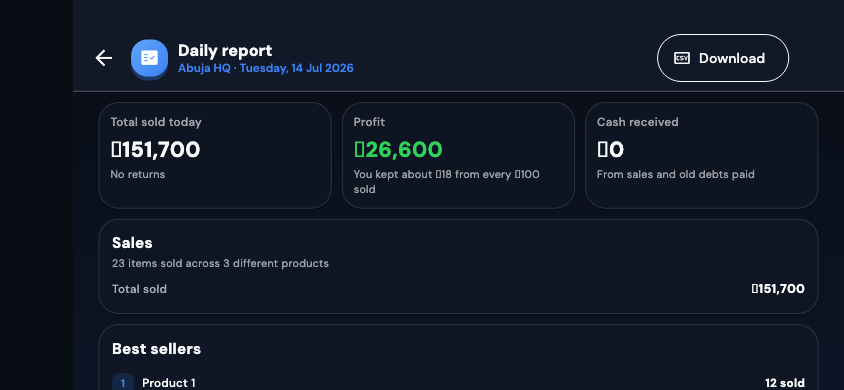 Daily report
Abuja HQ · Tuesday, 14 Jul 2026
CSV
Download
Total sold today
▯151,700
No returns
Profit
▯26,600
You kept about ▯18 from every ▯100
sold
Cash received
▯0
From sales and old debts paid
Sales
23 items sold across 3 different products
Total sold
▯151,700
Best sellers
1
Product 1
12 sold